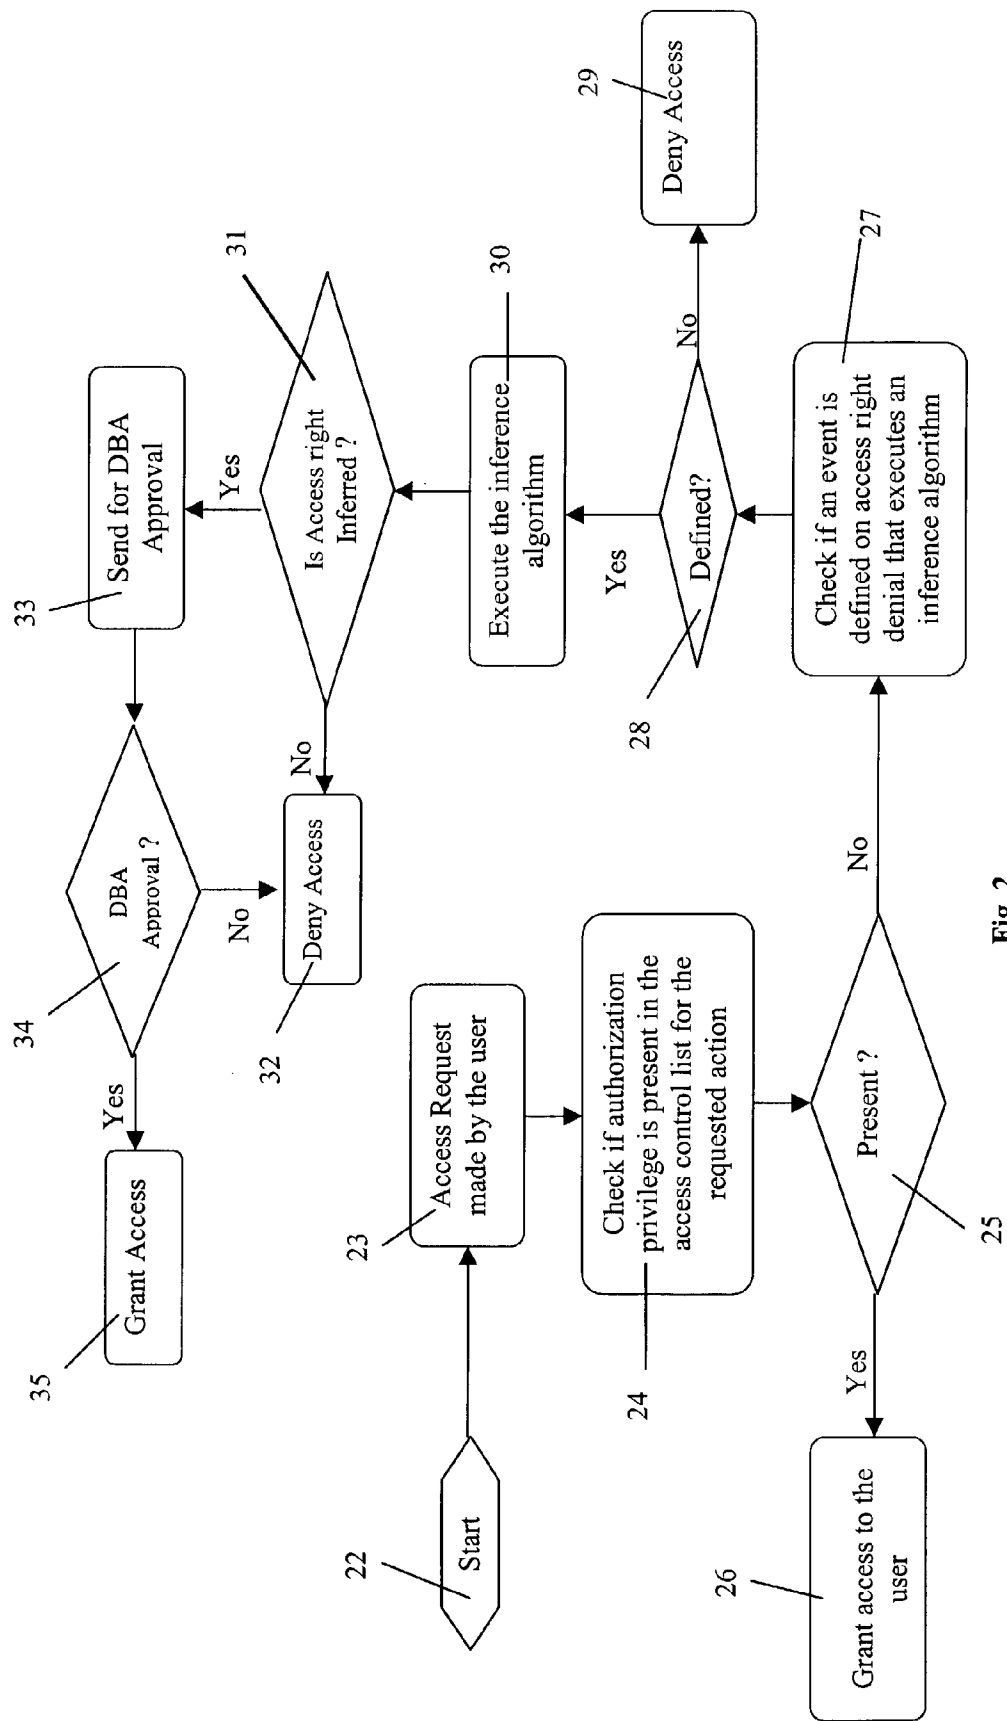 22
Start
23
Access Request
made by the user
24
Check if authorization
privilege is present in the
access control list for the
requested action
25
Present ?
Yes
26
Grant access to the
user
No
27
Check if an event is
defined on access right
denial that executes an
inference algorithm
28
Defined?
No
29
Deny Access
Yes
30
Execute the inference
algorithm
31
Is Access right
Inferred ?
No
32
Deny Access
Yes
33
Send for DBA
Approval
34
DBA
Approval ?
No
Yes
35
Grant Access
Fig. 2